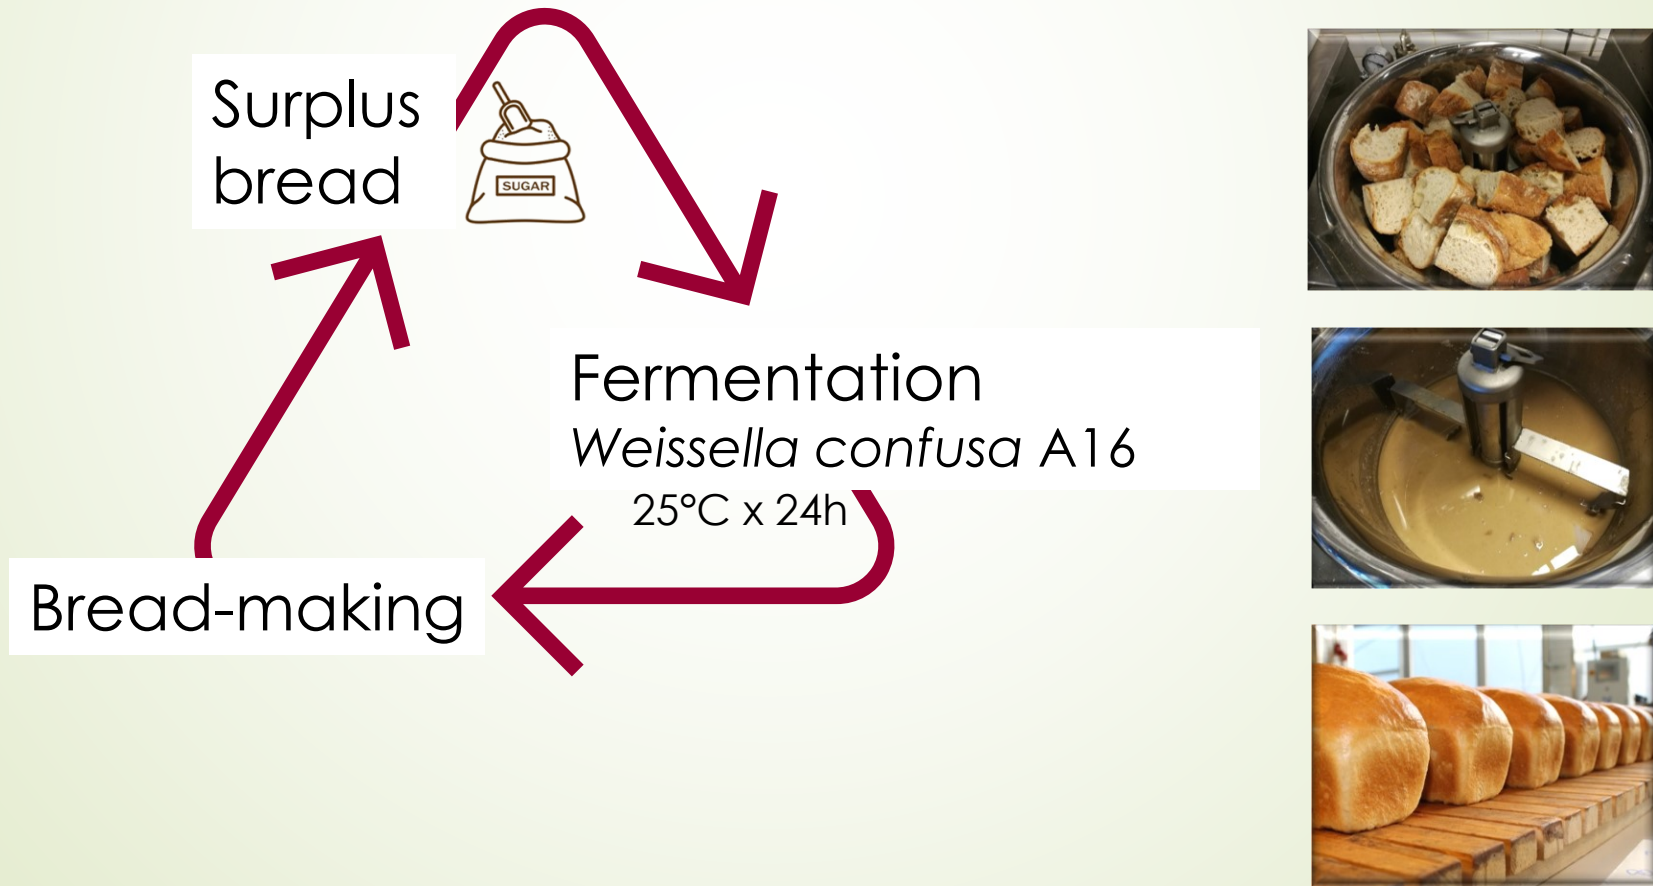 Surplus
bread
SUGAR
Fermentation
Weissella confusa A16
25°C x 24h
Bread-making